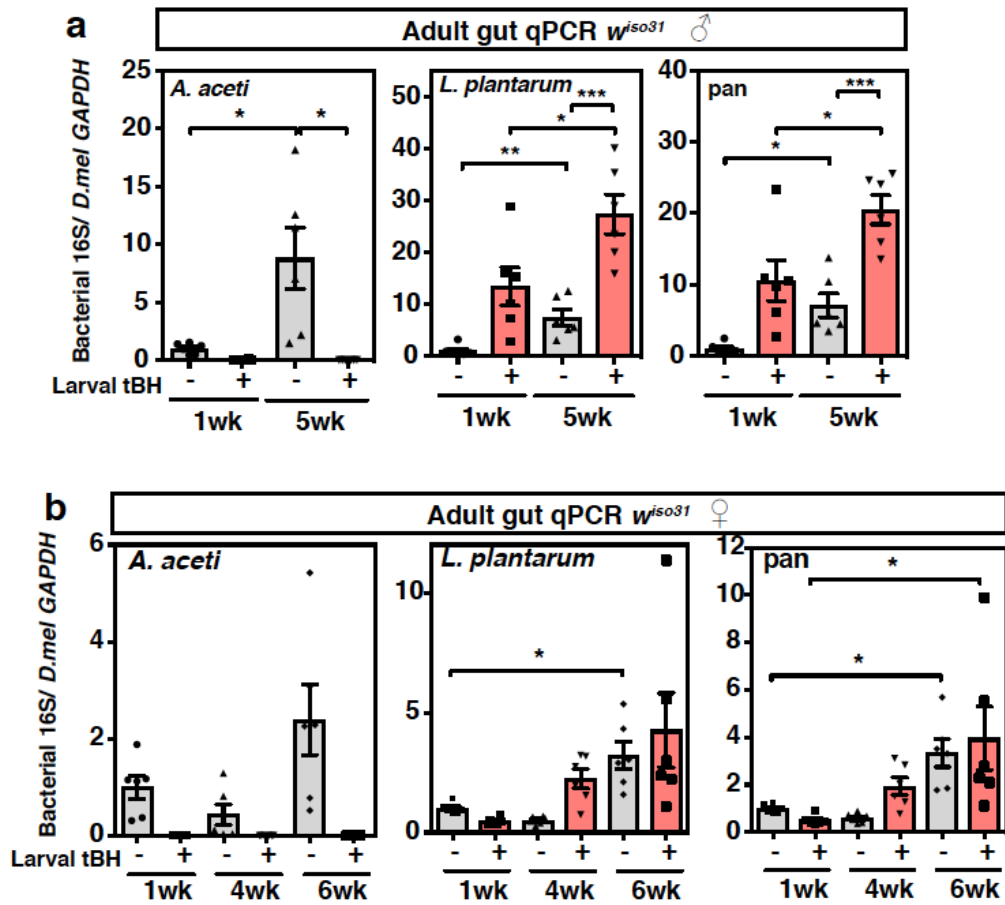 a
Adult gut qPCR w^iso31 ♂
Bacterial 16S/ D.mel GAPDH
A. aceti
25
20
15
10
5
0
* *
L. plantarum
50
40
30
20
10
0
***
*
**
pan
40
30
20
10
0
***
*
*
Larval tBH - + - + - + - + - + - +
1wk 5wk 1wk 5wk 1wk 5wk
b
Adult gut qPCR w^iso31 ♀
Bacterial 16S/ D.mel GAPDH
A. aceti
6
4
2
0
L. plantarum
10
5
0
*
pan
12
10
8
6
4
2
0
*
*
Larval tBH - + - + - + - + - + - + - + - + - +
1wk 4wk 6wk 1wk 4wk 6wk 1wk 4wk 6wk